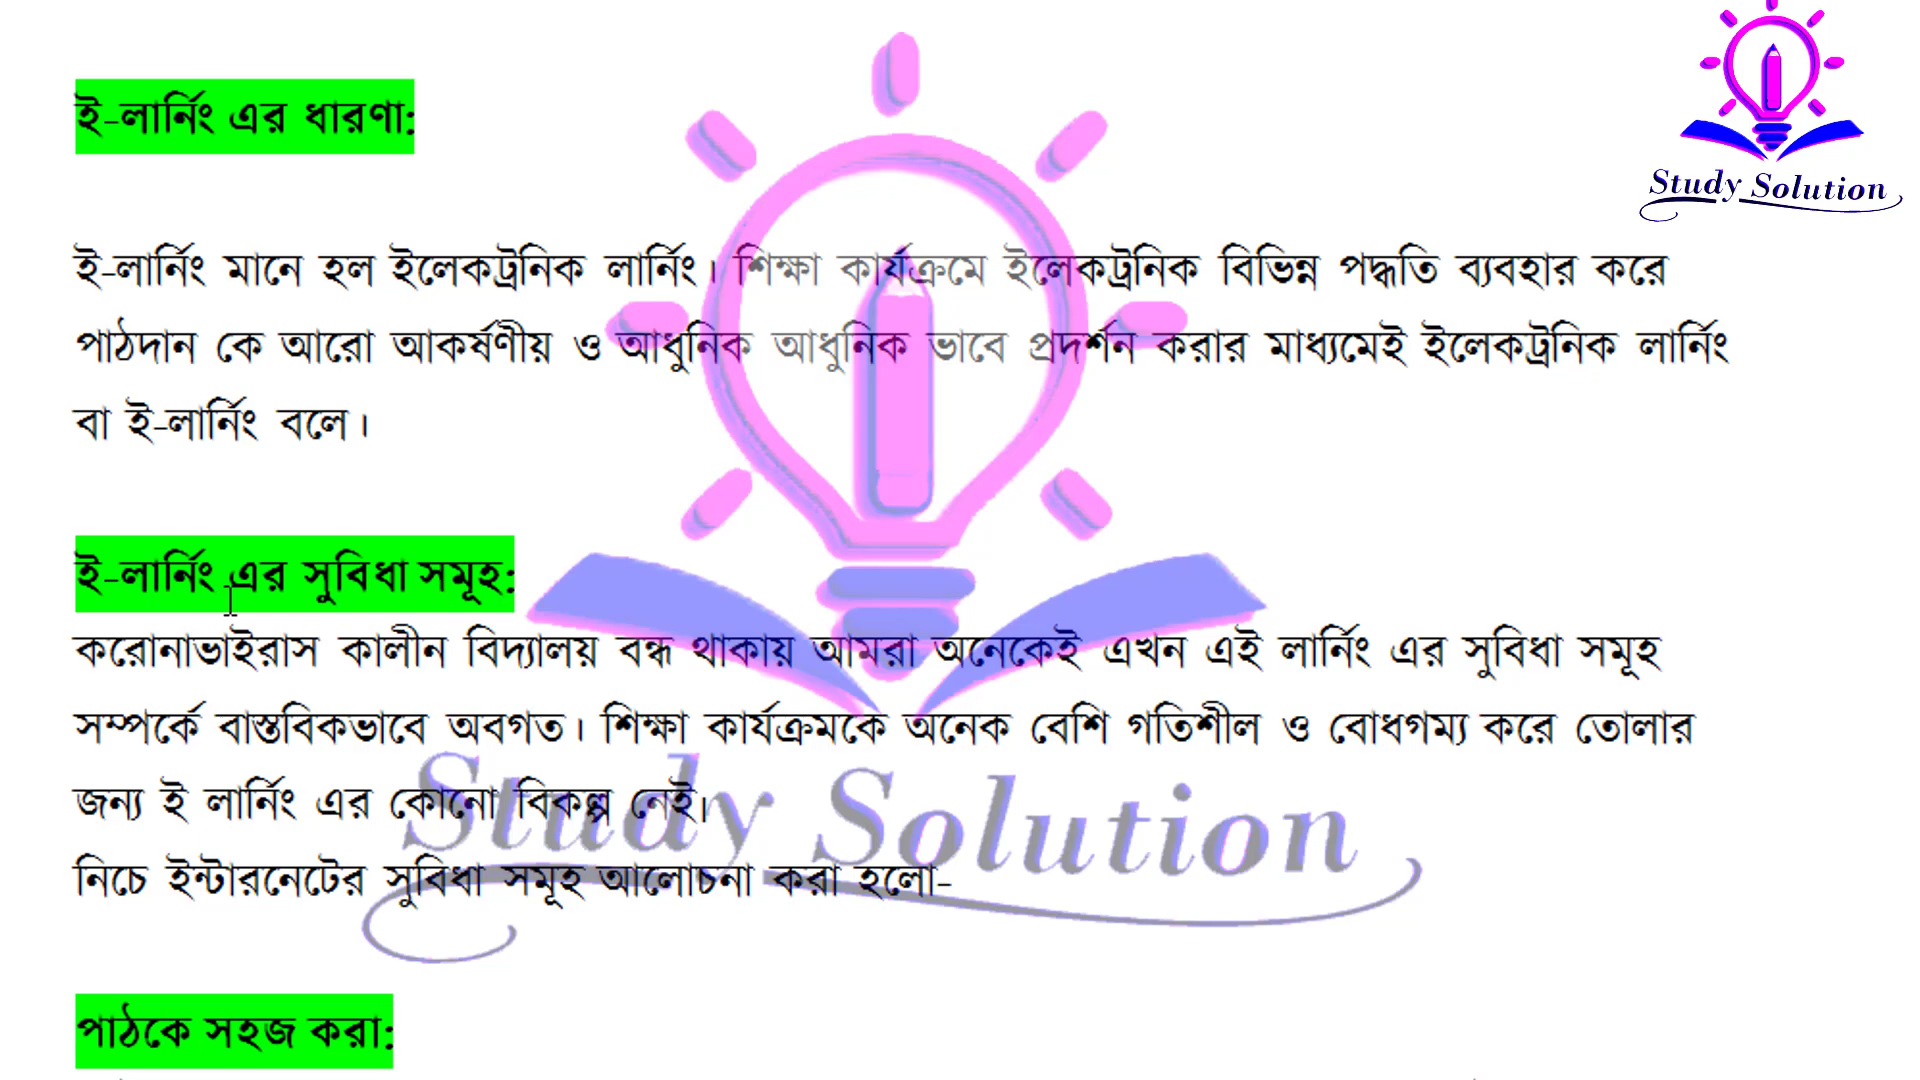 ই-লার্নিং এর ধারণা:
Study Solution
ই-লার্নিং মানে হল ইলেকট্রনিক লার্নিং। শিক্ষা কার্যক্রমে ইলেকট্রনিক বিভিন্ন পদ্ধতি ব্যবহার করে
পাঠদান কে আরো আকর্ষণীয় ও আধুনিক আধুনিক ভাবে প্রদর্শন করার মাধ্যমেই ইলেকট্রনিক লার্নিং
বা ই-লার্নিং বলে।
ই-লার্নিং এর সুবিধা সমূহ:
করোনাভাইরাস কালীন বিদ্যালয় বন্ধ থাকায় আমরা অনেকেই এখন এই লার্নিং এর সুবিধা সমূহ
সম্পর্কে বাস্তবিকভাবে অবগত। শিক্ষা কার্যক্রমকে অনেক বেশি গতিশীল ও বোধগম্য করে তোলার
জন্য ই লার্নিং এর কোনো বিকল্প নেই।
Study Solution
নিচে ইন্টারনেটের সুবিধা সমূহ আলোচনা করা হলো-
পাঠকে সহজ করা: